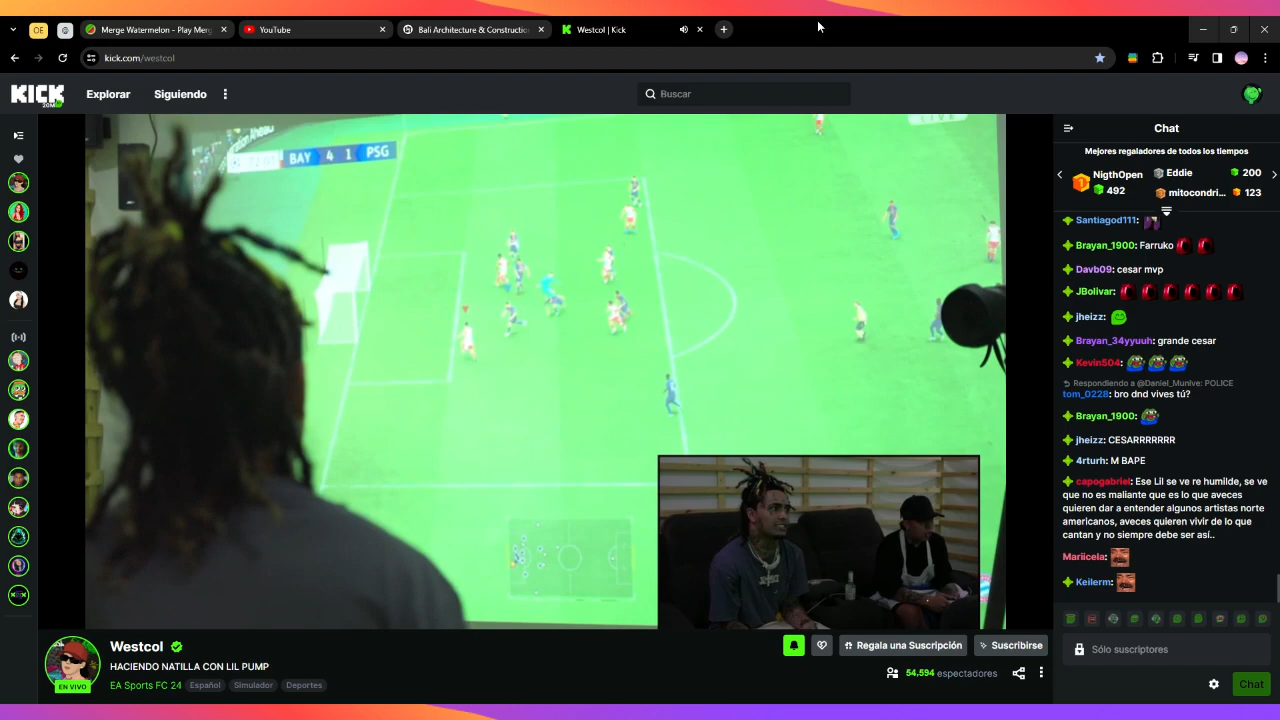 OE
@
Merge Watermelon - Play Merg
YouTube
Bali Architecture & Constructio
Westcol | Kick
kick.com/westcol
KICK
20M
Explorar
Siguiendo
Buscar
BAY 4 1 PSG
LIVE
Westcol
HACIENDO NATILLA CON LIL PUMP
EA Sports FC 24
Español
Simulador
Deportes
EN VIVO
Regala una Suscripción
Suscribirse
54,594 espectadores
Chat
Mejores regaladores de todos los tiempos
1
NigthOpen
492
Eddie
200
mitocondri...
123
Santiagod111:
Brayan_1900: Farruko
Davb09: cesar mvp
JBolivar:
jheizz:
Brayan_34yyuuh: grande cesar
Kevin504:
Respondiendo a @Daniel_Munive: POLICE
tom_0228: bro dnd vives tú?
Brayan_1900:
jheizz: CESARRRRRRR
4rturh: M BAPE
capogabriel: Ese Lil se ve re humilde, se ve
que no es maliante que es lo que aveces
quieren dar a entender algunos artistas norte
americanos, aveces quieren vivir de lo que
cantan y no siempre debe ser así..
Mariicela:
Keilerm:
Sólo suscriptores
Chat